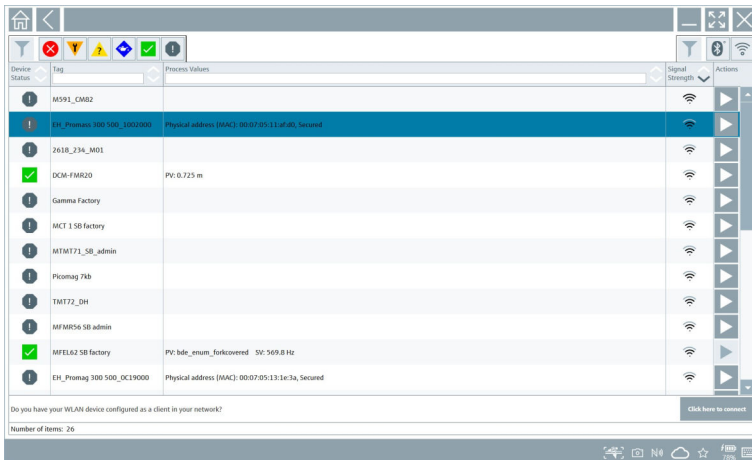 Device Status Tag Process Values Signal Strength Actions
M591_CMB2
EH_Promass 300 500_1002000 Physical address (MAC): 00:07:05:11:af:d0, Secured
2618_234_M01
DCM-FMR20 PV: 0.725 m
Gamma Factory
MCT 1 SB factory
MTMT71_SB_admin
Picomag 7kb
TMT72_DH
MFMR56 SB admin
MFEL62 SB factory PV: bde_enum_forkcovered SV: 569.8 Hz
EH_Promag 300 500_0C19000 Physical address (MAC): 00:07:05:13:1e:3a, Secured
Do you have your WLAN device configured as a client in your network? Click here to connect
Number of items: 26
78%